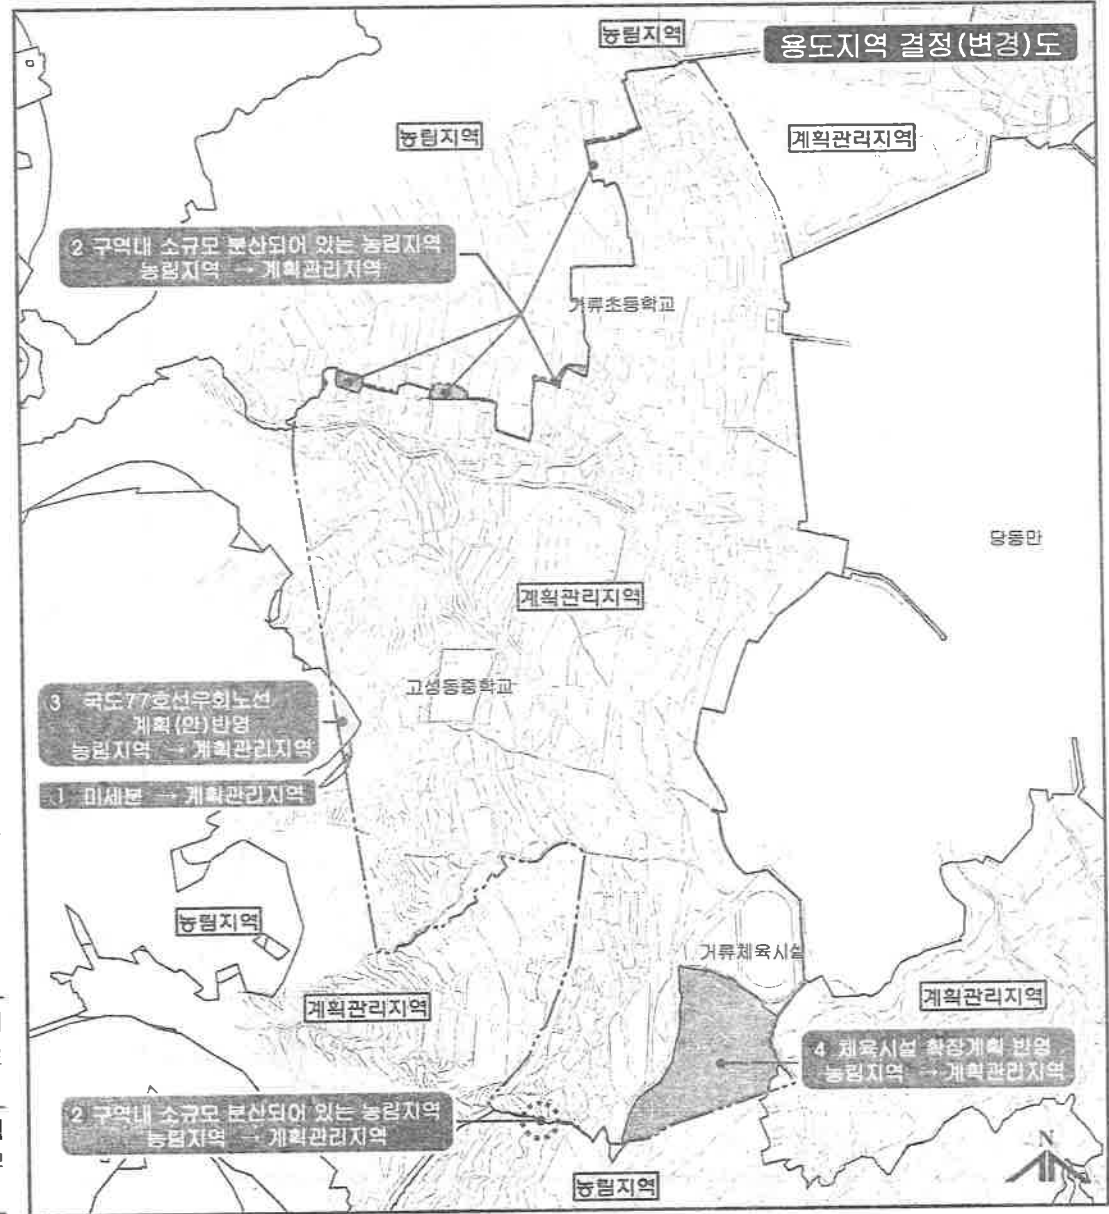 농림지역
용도지역 결정(변경)도
농림지역
계획관리지역
2 구역내 소규모 분산되어 있는 농림지역
농림지역 → 계획관리지역
거류초등학교
당동만
계획관리지역
고성동중학교
3 국도77호선우회노선
계획(안)반영
농림지역 → 계획관리지역
1 미세분 → 계획관리지역
농림지역
거류체육시설
계획관리지역
계획관리지역
4 체육시설 확장계획 반영
농림지역 → 계획관리지역
2 구역내 소규모 분산되어 있는 농림지역
농림지역 → 계획관리지역
농림지역
N